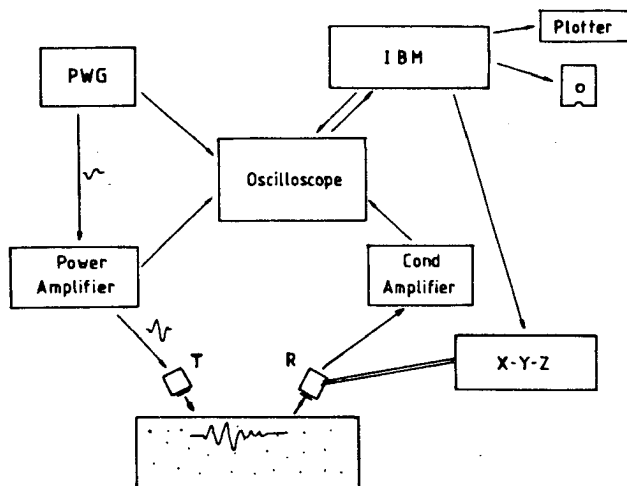 Plotter
IBM
PWG
Oscilloscope
Power
Amplifier
Cond
Amplifier
T
R
X-Y-Z